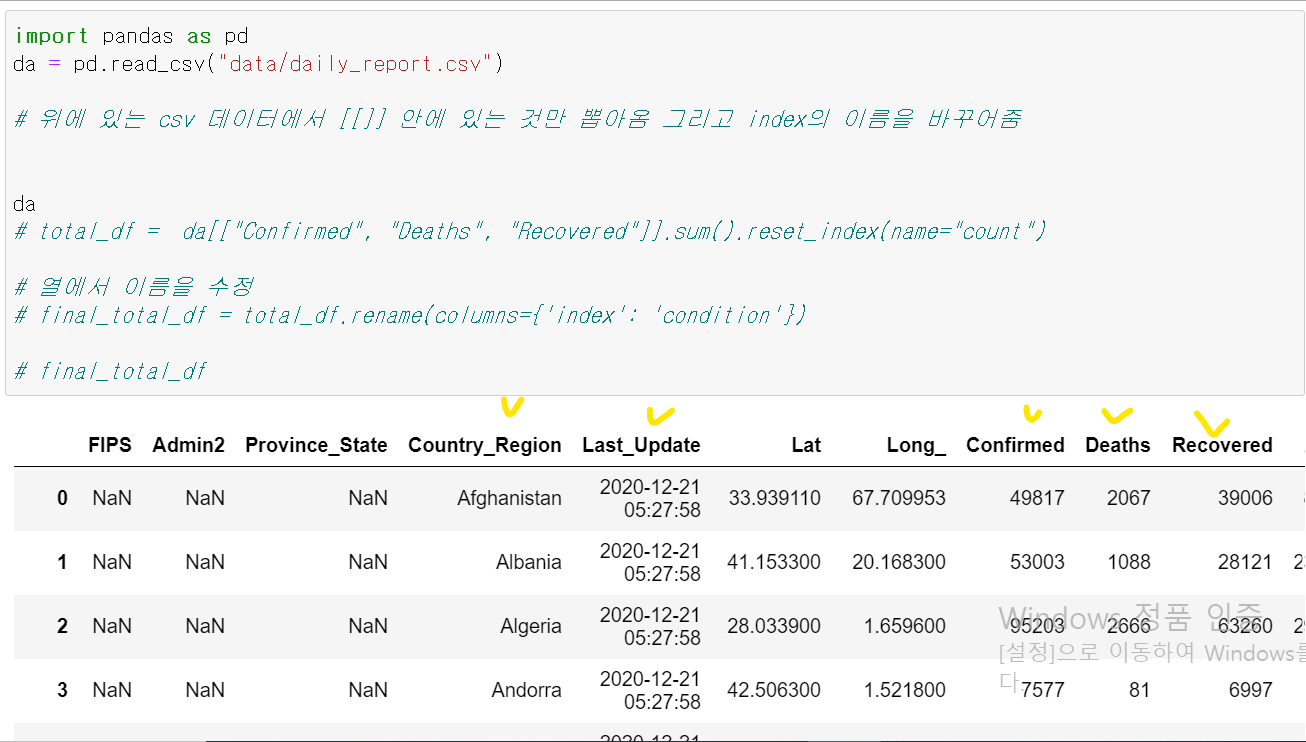 import pandas as pd
da = pd.read_csv("data/daily_report.csv")
# 위에 있는 csv 데이터에서 [[]] 안에 있는 것만 뽑아옴 그리고 index의 이름을 바꾸어줌
da
# total_df =  da[["Confirmed", "Deaths", "Recovered"]].sum().reset_index(name="count")
# 열에서 이름을 수정
# final_total_df = total_df.rename(columns={'index': 'condition'})
# final_total_df
FIPS Admin2 Province_State Country_Region Last_Update Lat Long_ Confirmed Deaths Recovered
0 NaN NaN NaN Afghanistan 2020-12-21 05:27:58 33.939110 67.709953 49817 2067 39006
1 NaN NaN NaN Albania 2020-12-21 05:27:58 41.153300 20.168300 53003 1088 28121
2 NaN NaN NaN Algeria 2020-12-21 05:27:58 28.033900 1.659600 95203 2666 63260
3 NaN NaN NaN Andorra 2020-12-21 05:27:58 42.506300 1.521800 7577 81 6997
Windows 정품 인증
[설정]으로 이동하여 Windows를
다.